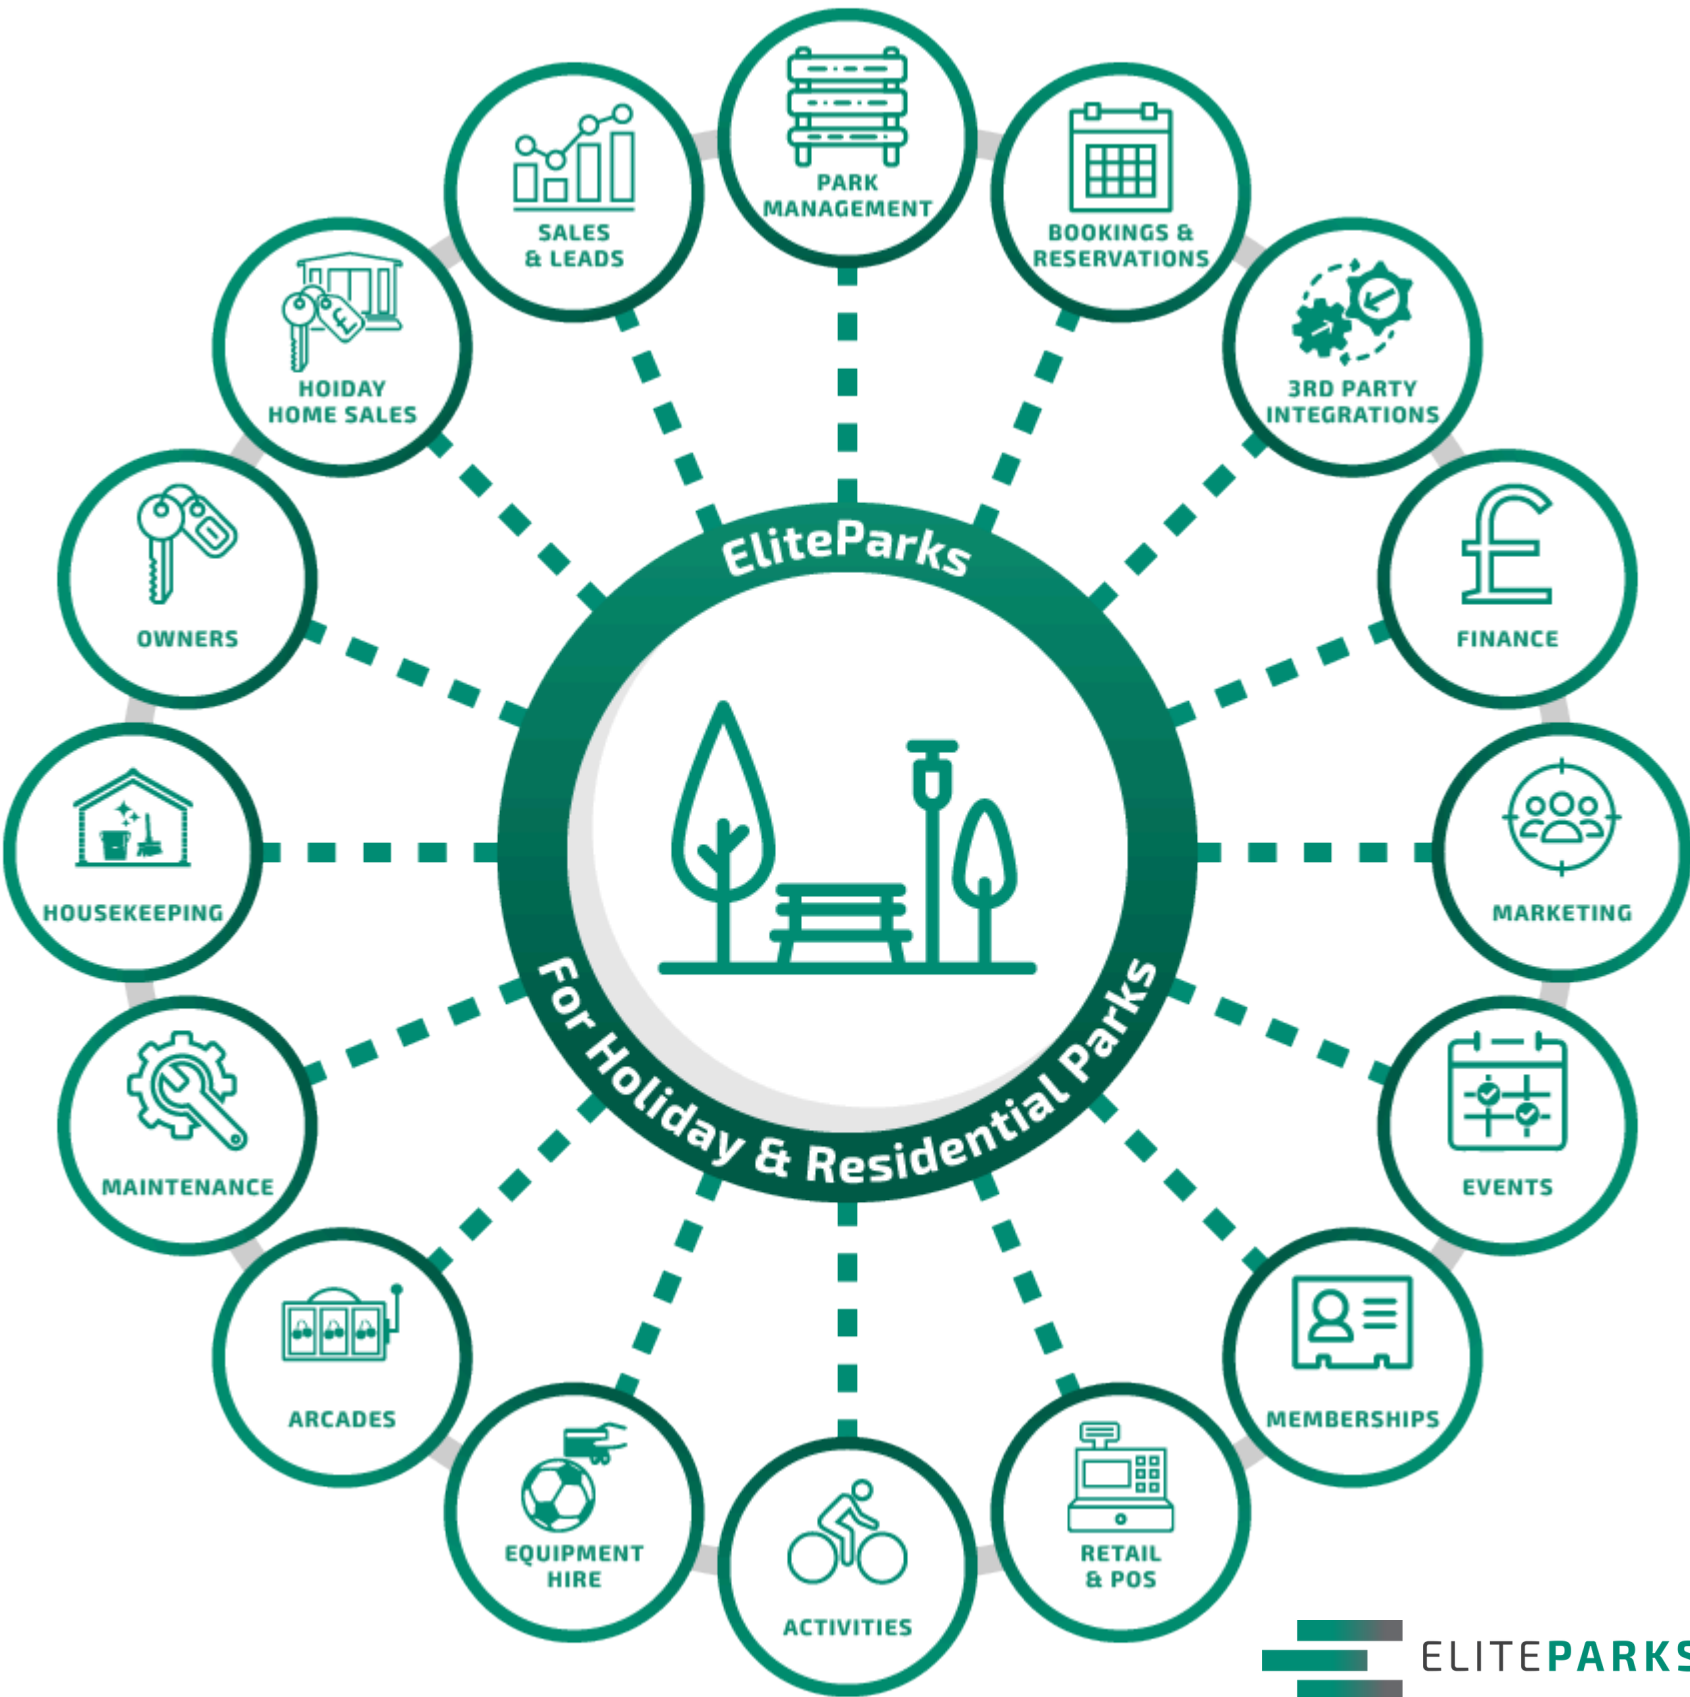 PARK
MANAGEMENT
BOOKINGS &
RESERVATIONS
3RD PARTY
INTEGRATIONS
FINANCE
MARKETING
EVENTS
MEMBERSHIPS
RETAIL
& POS
ACTIVITIES
EQUIPMENT
HIRE
ARCADES
MAINTENANCE
HOUSEKEEPING
OWNERS
HOIDAY
HOME SALES
SALES
& LEADS
EliteParks
For Holiday & Residential Parks
ELITEPARKS